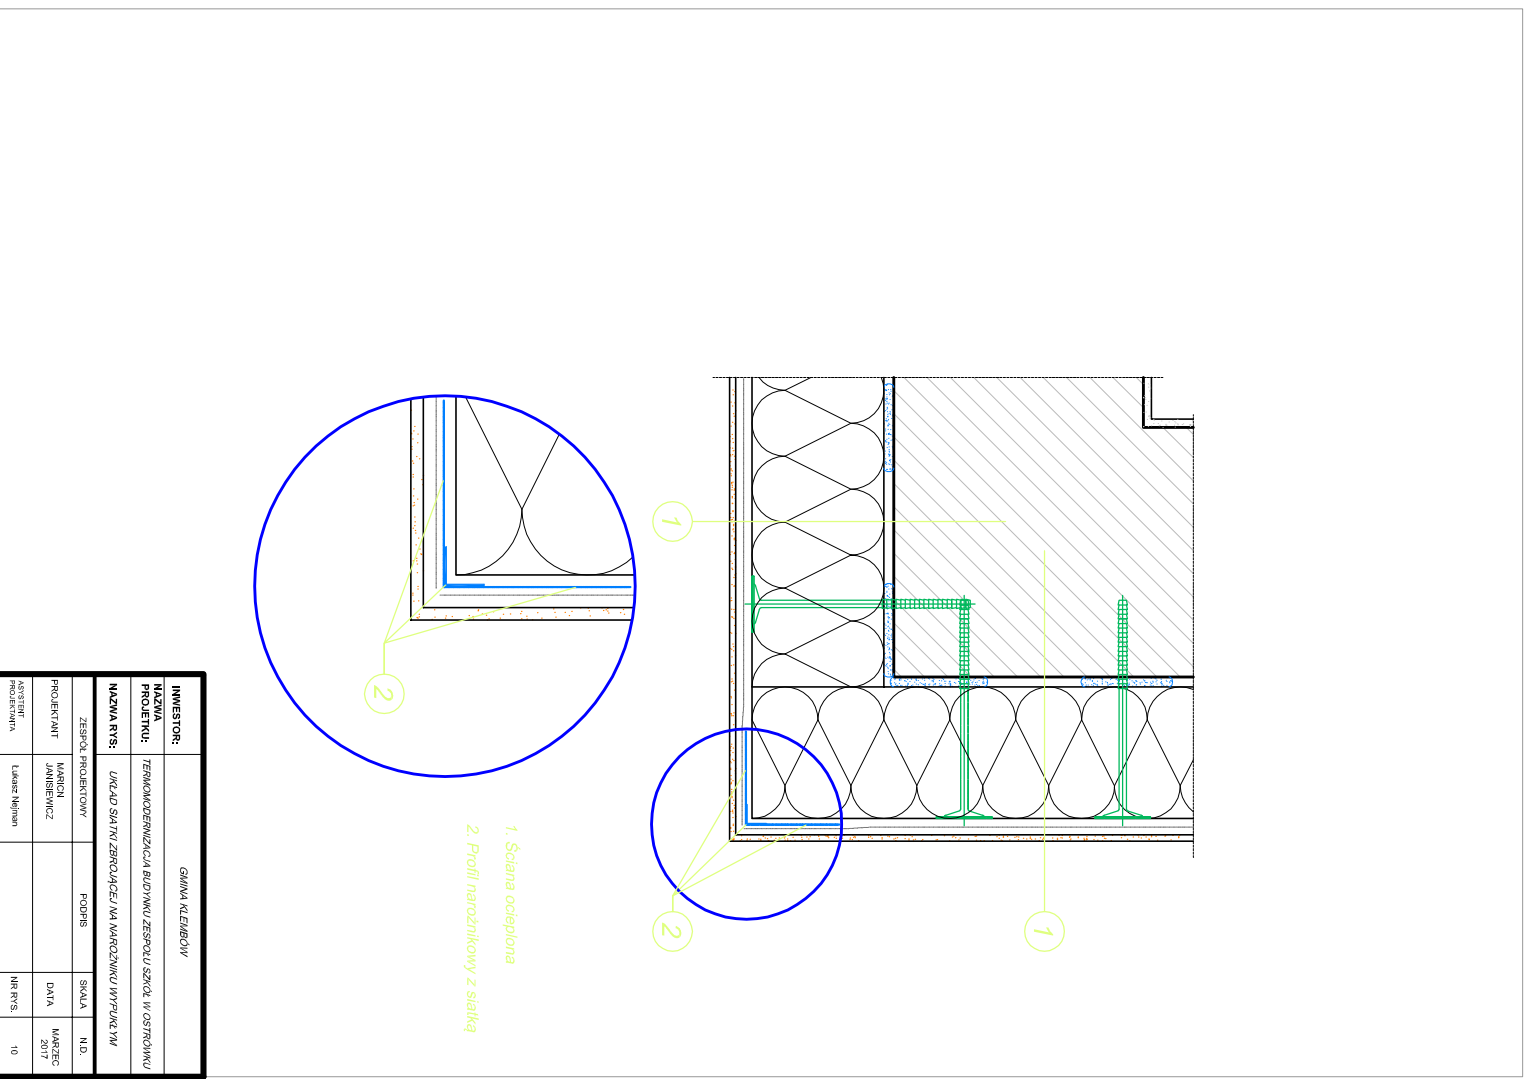 1
1
2
2
1. Ściana ocieplona
2. Profil narożnikowy z siatką
INWESTOR:
GMINA KLEMBÓW
NAZWA
PROJETKU:
TERMOMODERNIZACJA BUDYNKU ZESPOŁU SZKÓŁ W OSTRÓWKU
NAZWA RYS:
UKŁAD SIATKI ZBROJĄCEJ NA NAROŻNIKU WYPUKŁYM
ZESPÓŁ PROJEKTOWY
PODPIS
SKALA
N.D.
PROJEKTANT
MARICN
JANISIEWICZ
DATA
MARZEC
2017
ASYSTENT
PROJEKTANTA
Łukasz Nejman
NR RYS.
10